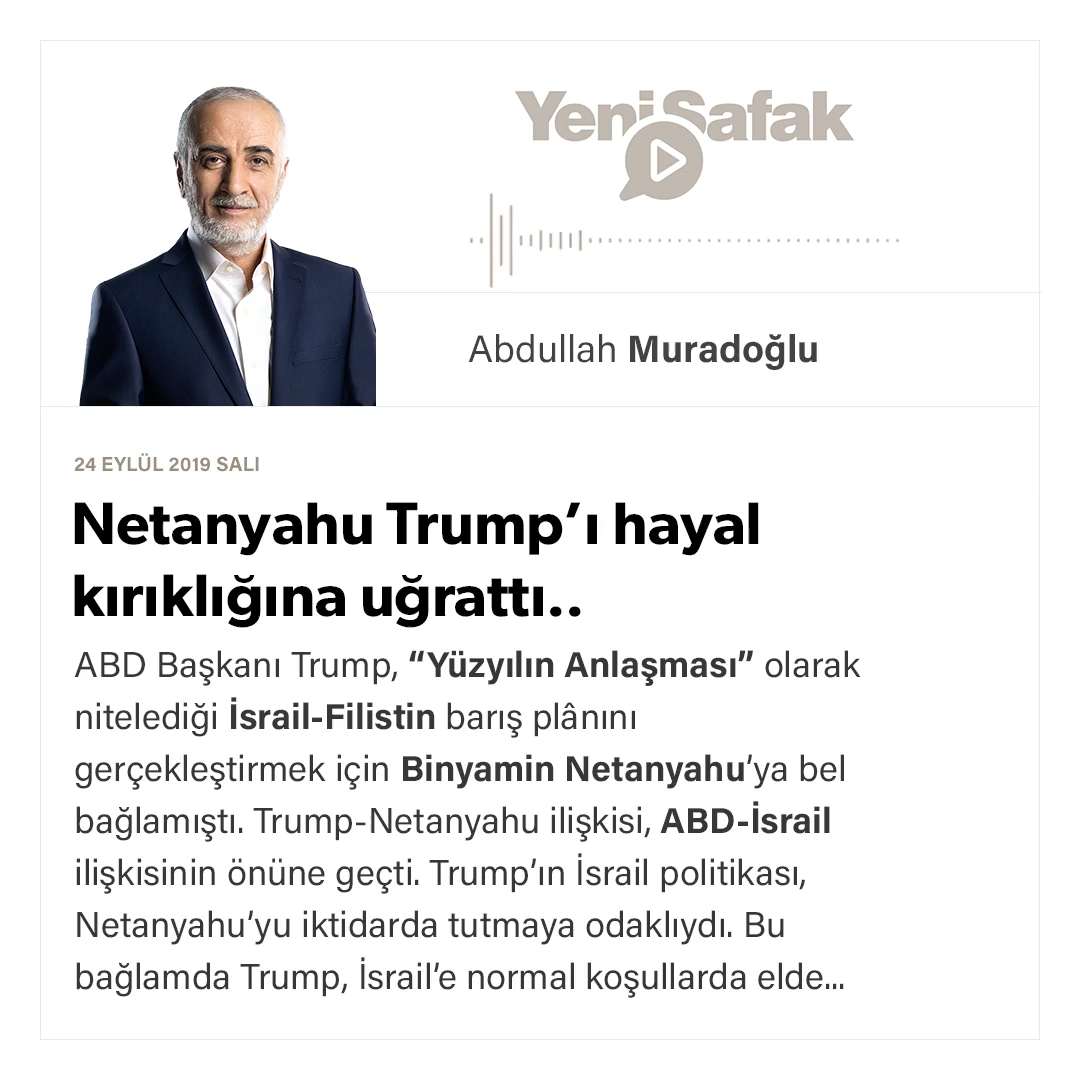 YeniŞafak
Abdullah Muradoğlu
24 EYLÜL 2019 SALI
Netanyahu Trump’ı hayal
kırıklığına uğrattı..
ABD Başkanı Trump, “Yüzyılın Anlaşması” olarak
nitelediği İsrail-Filistin barış plânını
gerçekleştirmek için Binyamin Netanyahu’ya bel
bağlamıştı. Trump-Netanyahu ilişkisi, ABD-İsrail
ilişkisinin önüne geçti. Trump’ın İsrail politikası,
Netanyahu’yu iktidarda tutmaya odaklıydı. Bu
bağlamda Trump, İsrail’e normal koşullarda elde...